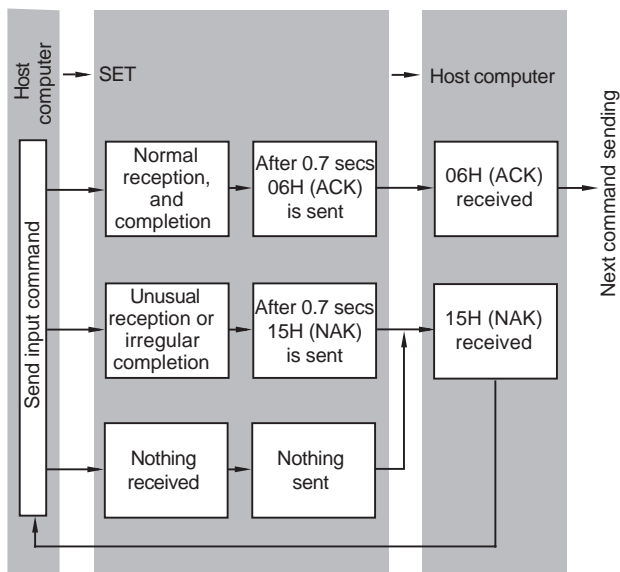 Host
computer
SET
Host computer
Send input command
Normal
reception,
and
completion
After 0.7 secs
06H (ACK)
is sent
06H (ACK)
received
Next command sending
Unusual
reception or
irregular
completion
After 0.7 secs
15H (NAK)
is sent
15H (NAK)
received
Nothing
received
Nothing
sent